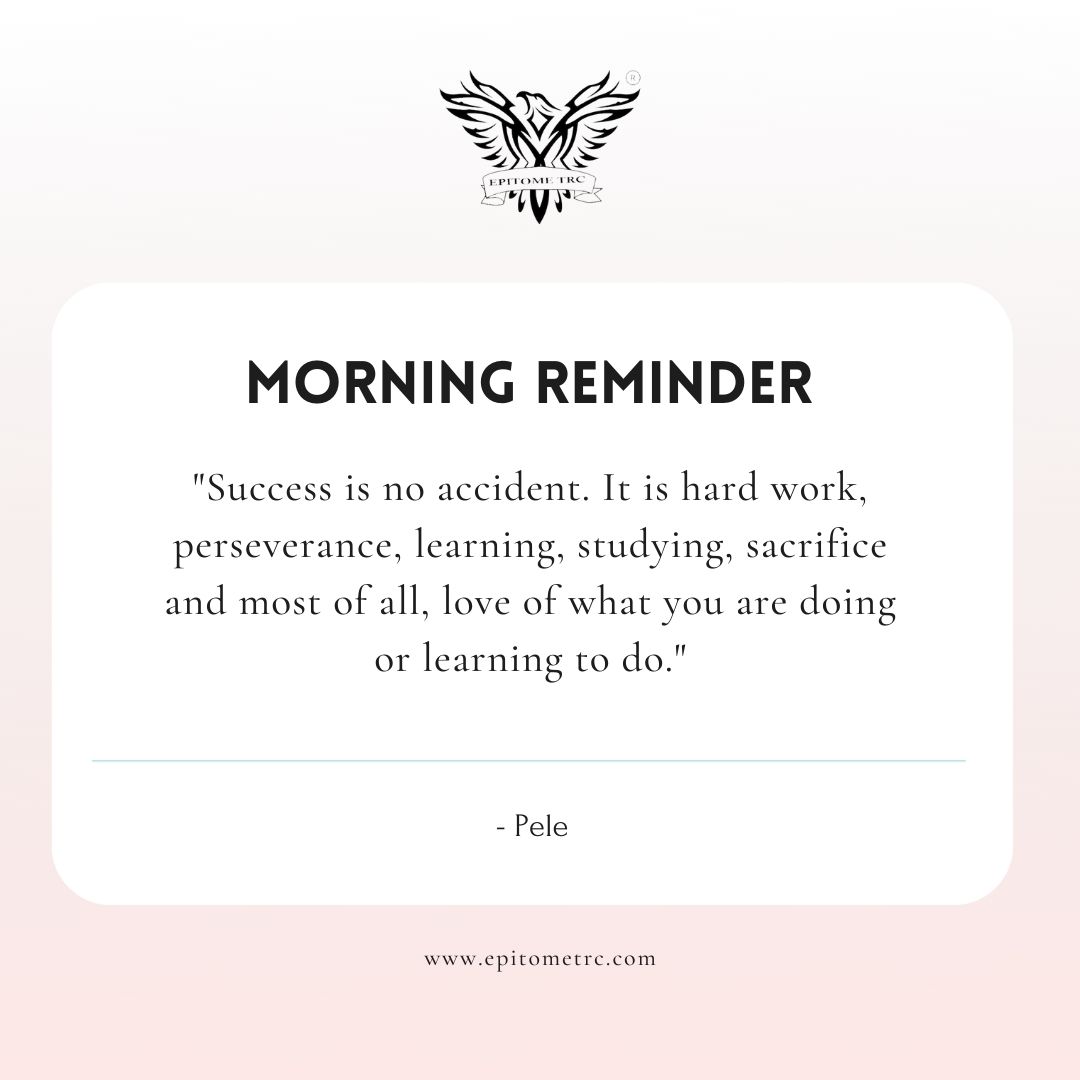 ®
EPITOME TRC
MORNING REMINDER
"Success is no accident. It is hard work,
perseverance, learning, studying, sacrifice
and most of all, love of what you are doing
or learning to do."
- Pele
www.epitometrc.com